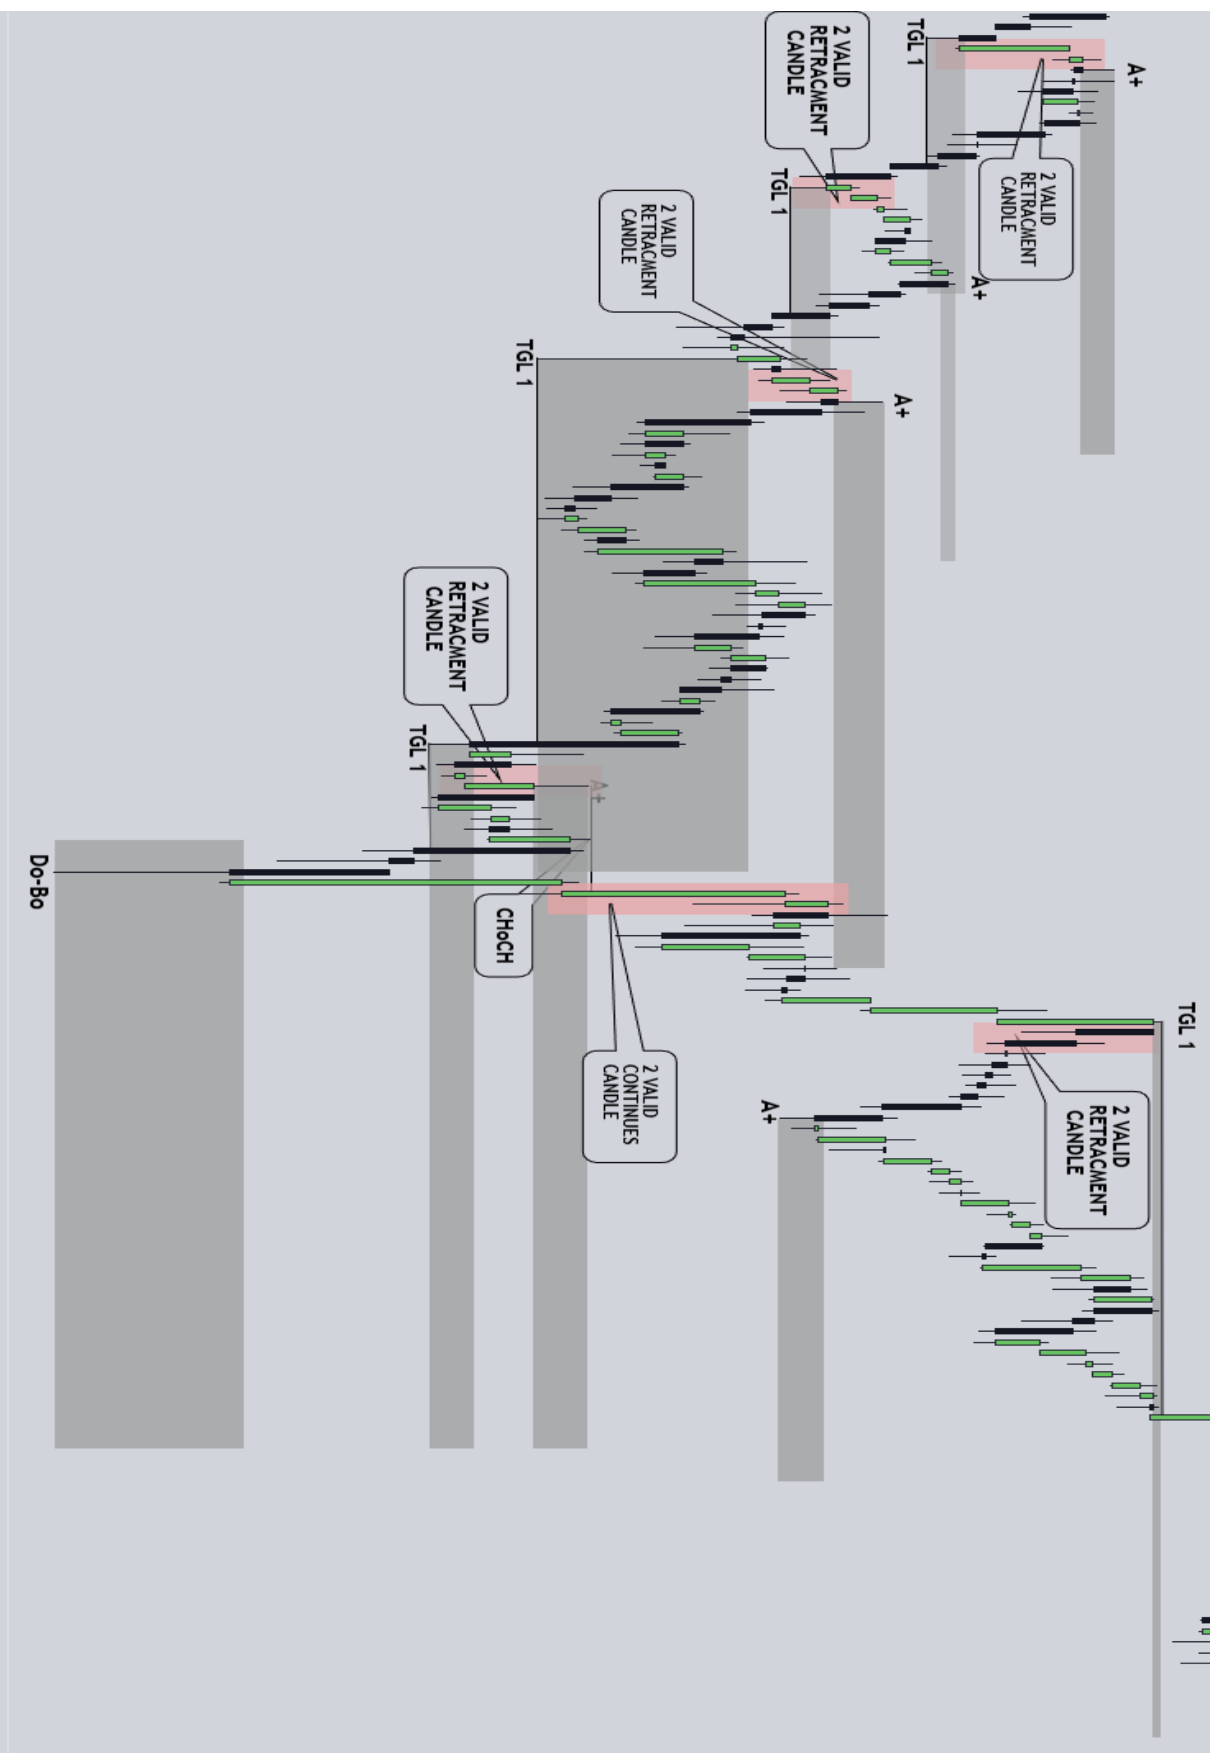 A+
TGL 1
2 VALID
RETRACMENT
CANDLE
2 VALID
RETRACMENT
CANDLE
A+
TGL 1
2 VALID
RETRACMENT
CANDLE
A+
TGL 1
2 VALID
RETRACMENT
CANDLE
TGL 1
A+
CHoCH
Do-Bo
2 VALID
CONTINUES
CANDLE
TGL 1
2 VALID
RETRACMENT
CANDLE
A+